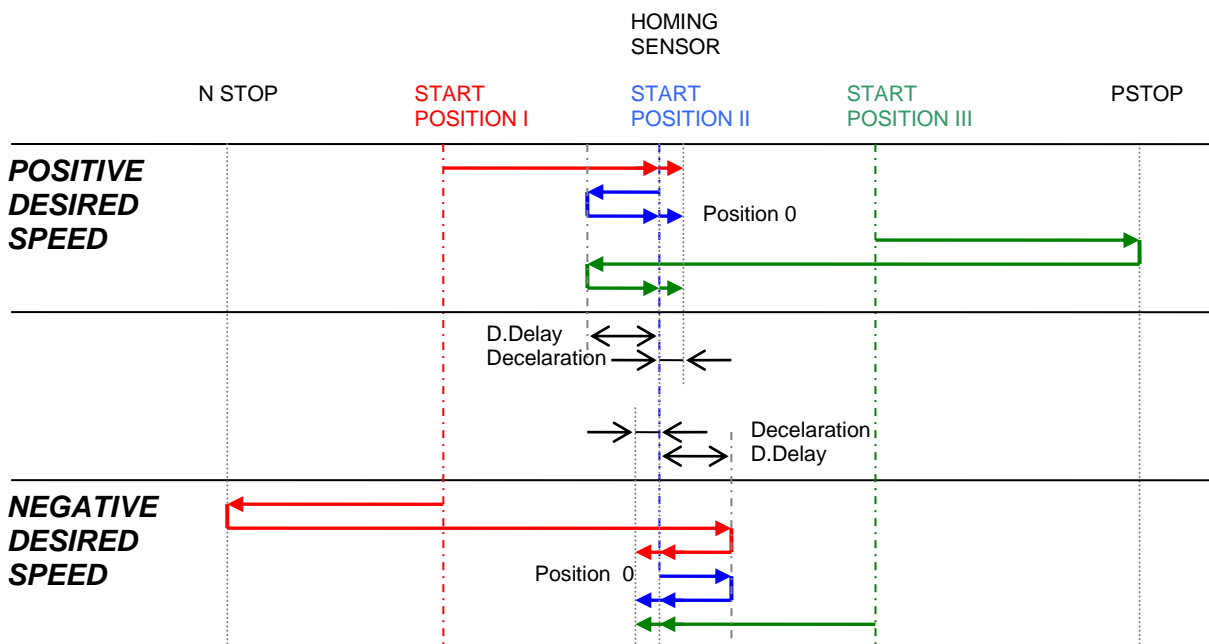 HOMING
SENSOR
N STOP
START
POSITION I
START
POSITION II
START
POSITION III
PSTOP
POSITIVE
DESIRED
SPEED
Position 0
D.Delay
Decelaration
Decelaration
D.Delay
NEGATIVE
DESIRED
SPEED
Position 0